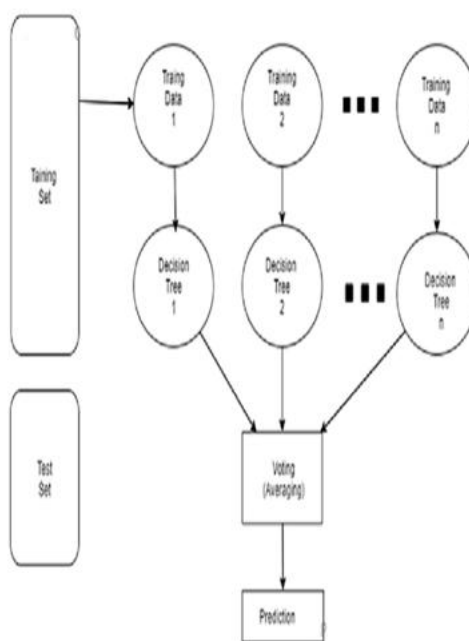 Traing
Data
1
Training
Data
2
Training
Data
n
Taining
Set
Decision
Tree
1
Decision
Tree
2
Decision
Tree
n
Test
Set
Voting
(Averaging)
Prediction